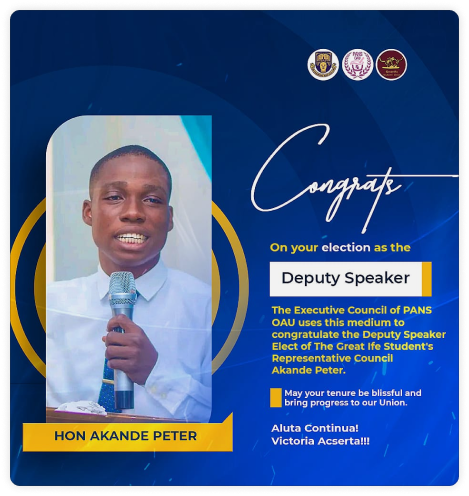 Congrats
On your election as the
Deputy Speaker
The Executive Council of PANS
OAU uses this medium to
congratulate the Deputy Speaker
Elect of The Great Ife Student's
Representative Council
Akande Peter.
May your tenure be blissful and
bring progress to our Union.
Aluta Continua!
Victoria Acserta!!!
HON AKANDE PETER